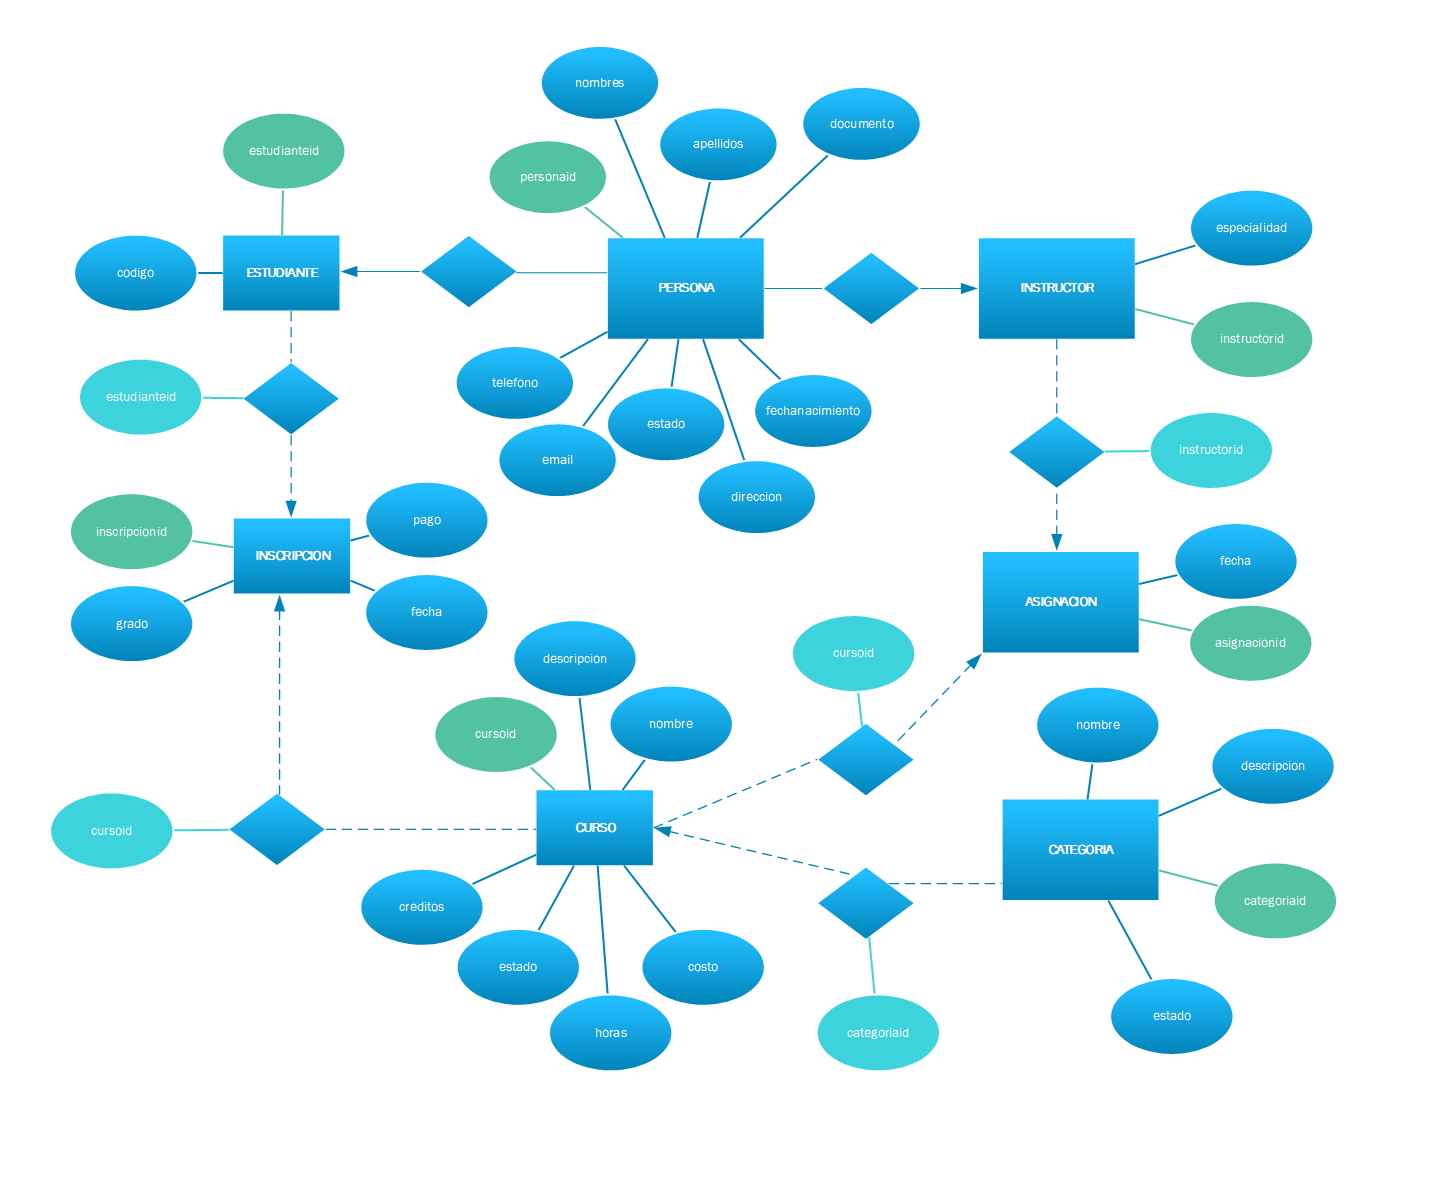 nombres
documento
apellidos
estudianteid
personaid
especialidad
codigo
ESTUDIANTE
PERSONA
INSTRUCTOR
instructorid
telefono
estudianteid
fechanacimiento
estado
email
instructorid
direccion
pago
inscripcionid
INSCRIPCION
fecha
ASIGNACION
fecha
grado
asignacionid
cursoid
descripcion
nombre
nombre
cursoid
descripcion
cursoid
CURSO
CATEGORIA
categoriaid
creditos
estado
costo
estado
horas
categoriaid